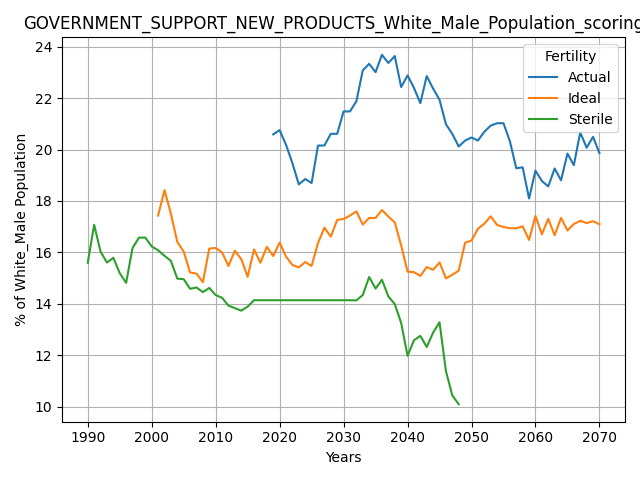 GOVERNMENT_SUPPORT_NEW_PRODUCTS_White_Male_Population_scoring
Fertility
Actual
Ideal
Sterile
% of White_Male Population
24
22
20
18
16
14
12
10
1990 2000 2010 2020 2030 2040 2050 2060 2070
Years